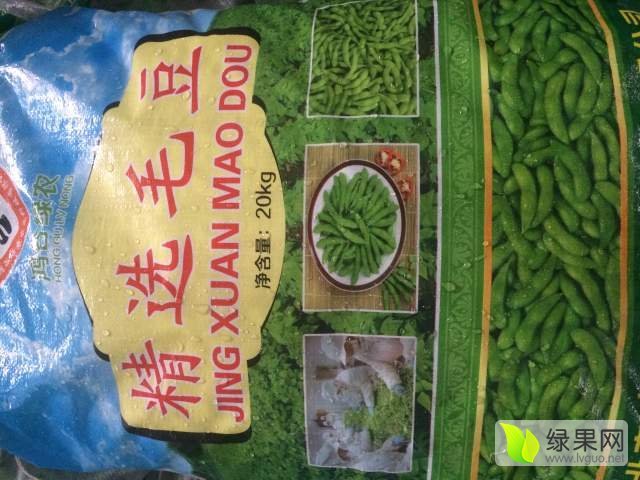 精选毛豆
JING XUAN MAO DOU
净含量：20kg
绿果网
www.lvguo.net